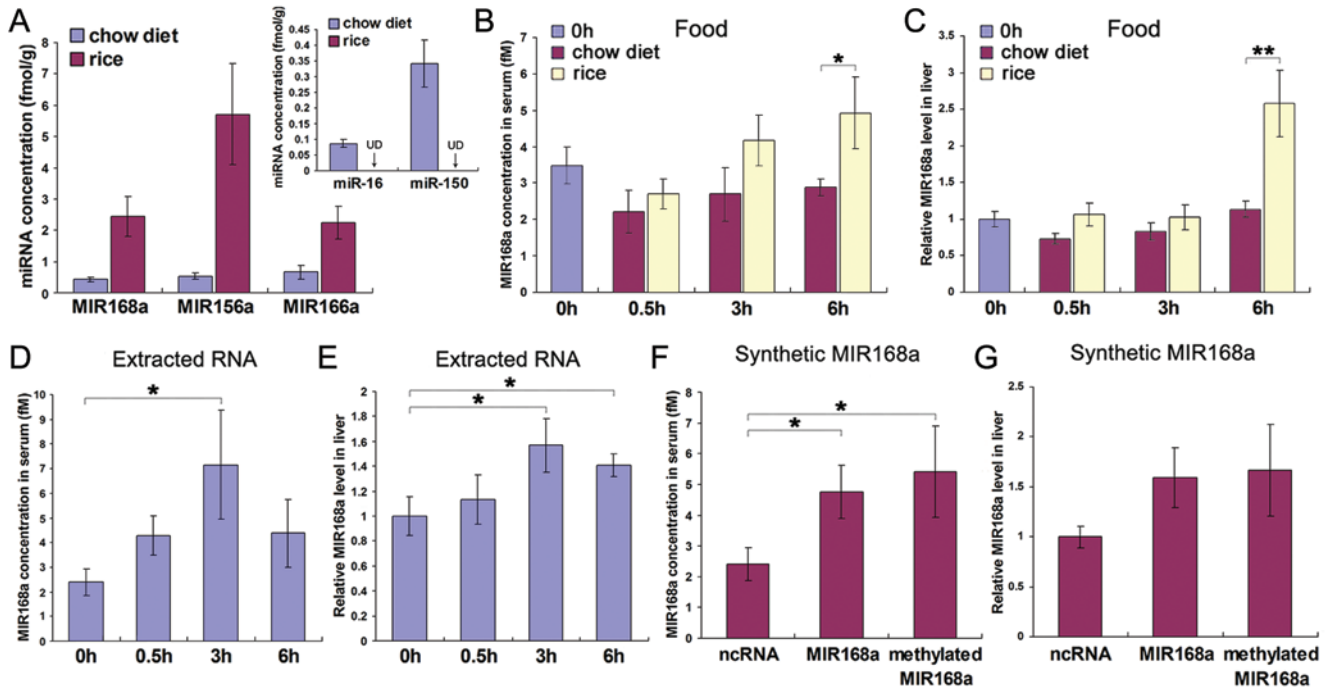 A
chow diet
rice
miRNA concentration (fmol/g)
8
7
6
5
4
3
2
1
0
MIR168a
MIR156a
MIR166a
chow diet
rice
miRNA concentration (fmol/g)
0.45
0.4
0.35
0.3
0.25
0.2
0.15
0.1
0.05
0
UD
UD
miR-16
miR-150
B
Food
0h
chow diet
rice
MIR168a concentration in serum (fM)
7
6
5
4
3
2
1
0
*
0h
0.5h
3h
6h
C
Food
0h
chow diet
rice
Relative MIR168a level in liver
3.5
3
2.5
2
1.5
1
0.5
0
**
0h
0.5h
3h
6h
D
Extracted RNA
MIR168a concentration in serum (fM)
10
9
8
7
6
5
4
3
2
1
0
*
0h
0.5h
3h
6h
E
Extracted RNA
Relative MIR168a level in liver
2
1.8
1.6
1.4
1.2
1
0.8
0.6
0.4
0.2
0
*
*
0h
0.5h
3h
6h
F
Synthetic MIR168a
MIR168a concentration in serum (fM)
8
7
6
5
4
3
2
1
0
*
*
ncRNA
MIR168a
methylated
MIR168a
G
Synthetic MIR168a
Relative MIR168a level in liver
2.5
2
1.5
1
0.5
0
ncRNA
MIR168a
methylated
MIR168a